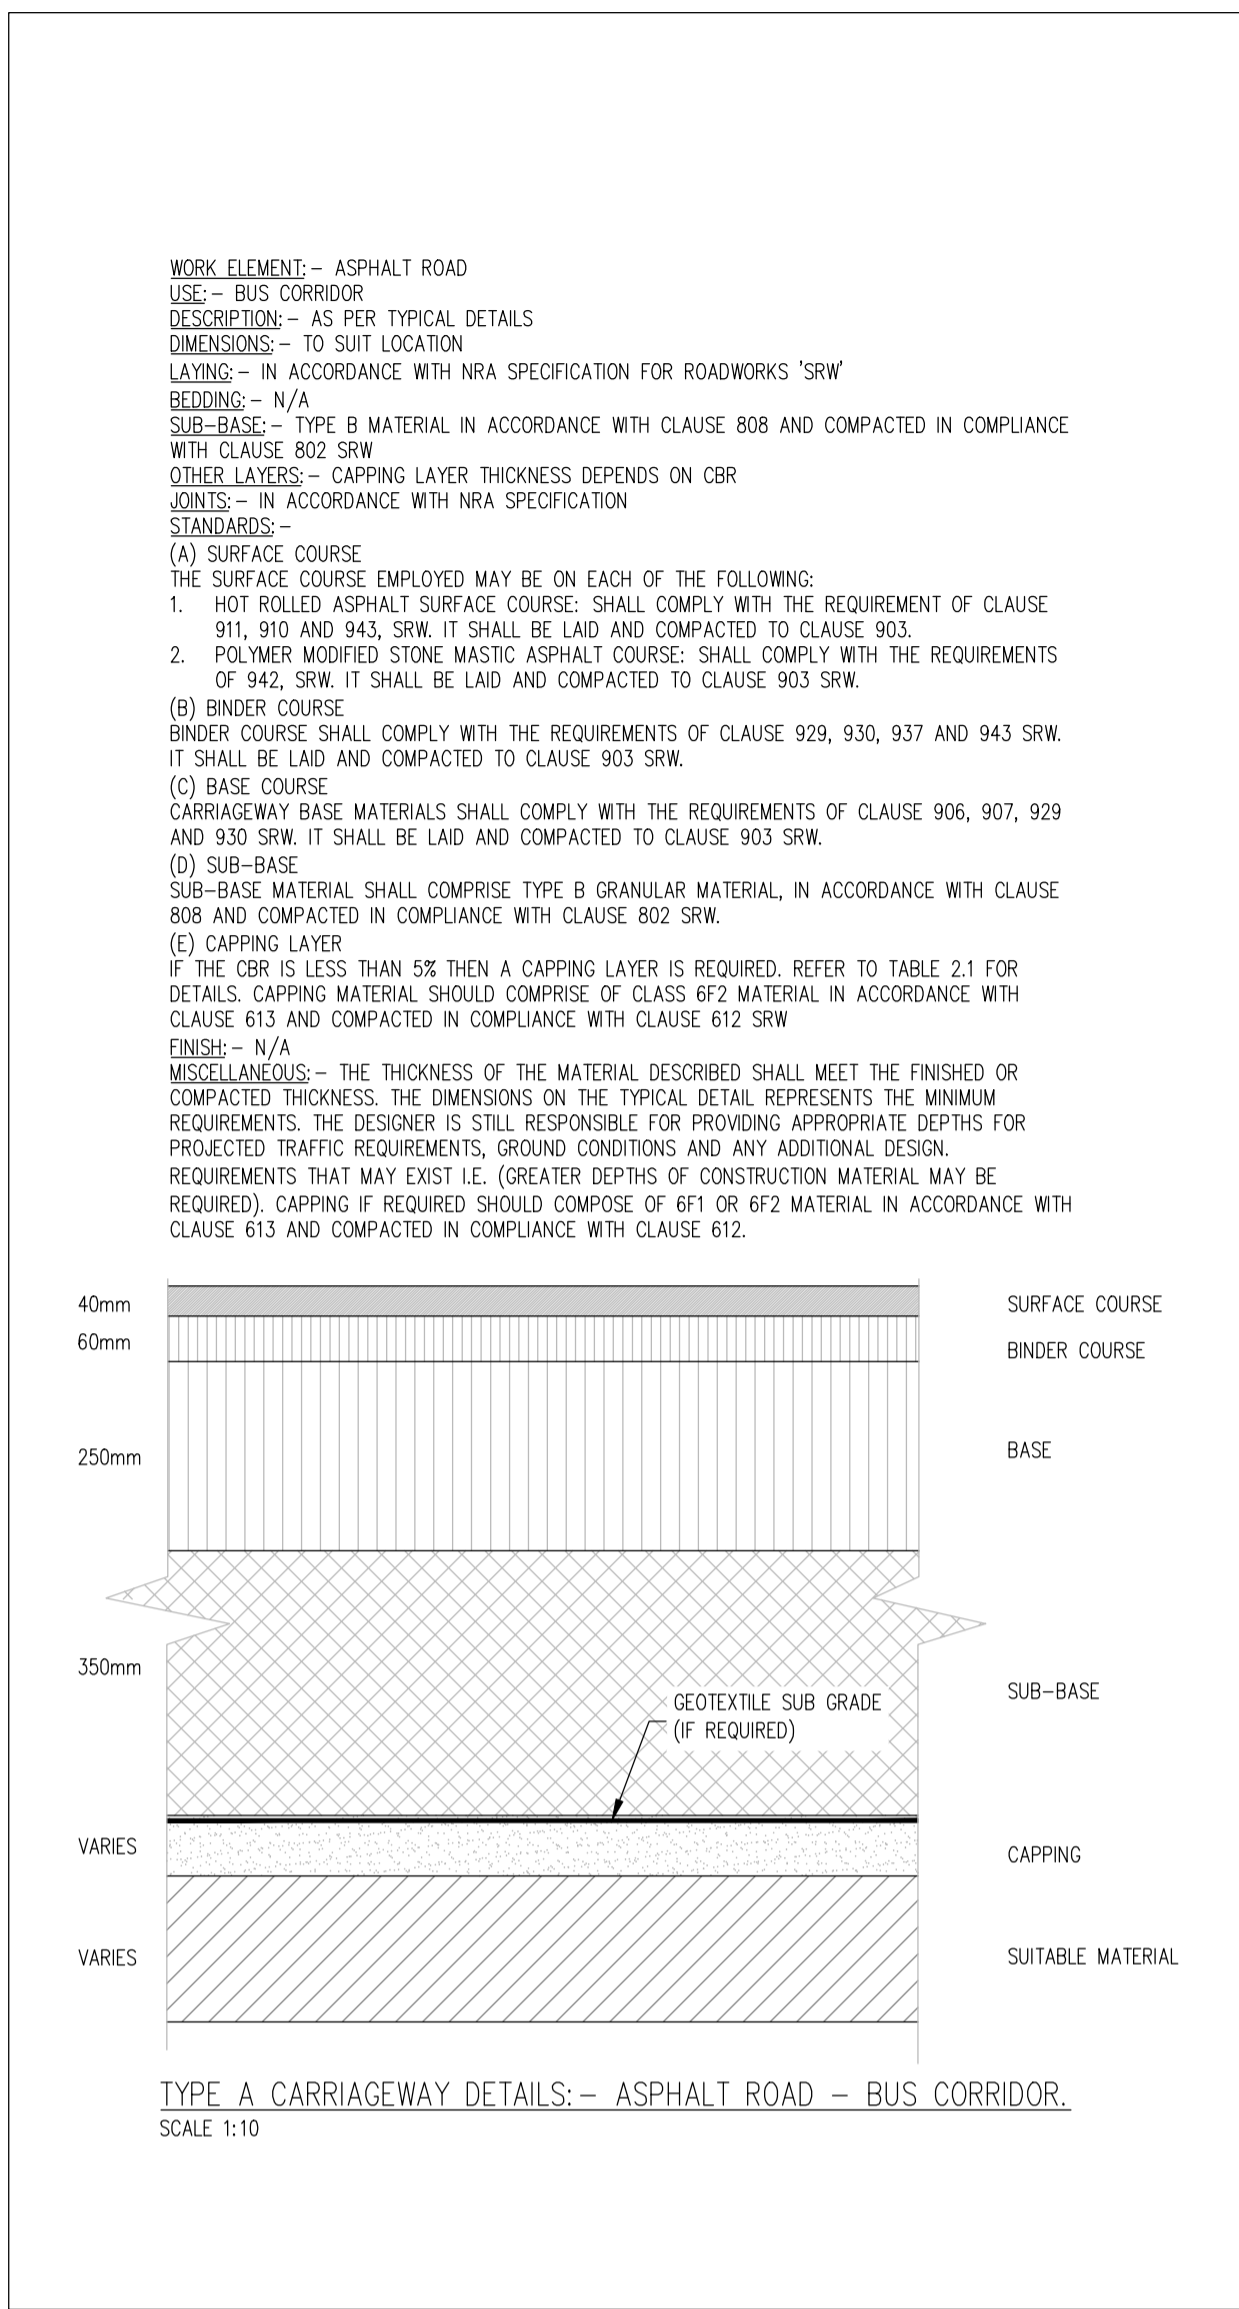 WORK ELEMENT:- ASPHALT ROAD
USE:- BUS CORRIDOR
DESCRIPTION:- AS PER TYPICAL DETAILS
DIMENSIONS:- TO SUIT LOCATION
LAYING:- IN ACCORDANCE WITH NRA SPECIFICATION FOR ROADWORKS 'SRW'
BEDDING:- N/A
SUB-BASE:- TYPE B MATERIAL IN ACCORDANCE WITH CLAUSE 808 AND COMPACTED IN COMPLIANCE
WITH CLAUSE 802 SRW
OTHER LAYERS:- CAPPING LAYER THICKNESS DEPENDS ON CBR
JOINTS:- IN ACCORDANCE WITH NRA SPECIFICATION
STANDARDS:-
(A) SURFACE COURSE
THE SURFACE COURSE EMPLOYED MAY BE ON EACH OF THE FOLLOWING:
1. HOT ROLLED ASPHALT SURFACE COURSE: SHALL COMPLY WITH THE REQUIREMENT OF CLAUSE
911, 910 AND 943, SRW. IT SHALL BE LAID AND COMPACTED TO CLAUSE 903.
2. POLYMER MODIFIED STONE MASTIC ASPHALT COURSE: SHALL COMPLY WITH THE REQUIREMENTS
OF 942, SRW. IT SHALL BE LAID AND COMPACTED TO CLAUSE 903 SRW.
(B) BINDER COURSE
BINDER COURSE SHALL COMPLY WITH THE REQUIREMENTS OF CLAUSE 929, 930, 937 AND 943 SRW.
IT SHALL BE LAID AND COMPACTED TO CLAUSE 903 SRW.
(C) BASE COURSE
CARRIAGEWAY BASE MATERIALS SHALL COMPLY WITH THE REQUIREMENTS OF CLAUSE 906, 907, 929
AND 930 SRW. IT SHALL BE LAID AND COMPACTED TO CLAUSE 903 SRW.
(D) SUB-BASE
SUB-BASE MATERIAL SHALL COMPRISE TYPE B GRANULAR MATERIAL, IN ACCORDANCE WITH CLAUSE
808 AND COMPACTED IN COMPLIANCE WITH CLAUSE 802 SRW.
(E) CAPPING LAYER
IF THE CBR IS LESS THAN 5% THEN A CAPPING LAYER IS REQUIRED. REFER TO TABLE 2.1 FOR
DETAILS. CAPPING MATERIAL SHOULD COMPRISE OF CLASS 6F2 MATERIAL IN ACCORDANCE WITH
CLAUSE 613 AND COMPACTED IN COMPLIANCE WITH CLAUSE 612 SRW
FINISH:- N/A
MISCELLANEOUS:- THE THICKNESS OF THE MATERIAL DESCRIBED SHALL MEET THE FINISHED OR
COMPACTED THICKNESS. THE DIMENSIONS ON THE TYPICAL DETAIL REPRESENTS THE MINIMUM
REQUIREMENTS. THE DESIGNER IS STILL RESPONSIBLE FOR PROVIDING APPROPRIATE DEPTHS FOR
PROJECTED TRAFFIC REQUIREMENTS, GROUND CONDITIONS AND ANY ADDITIONAL DESIGN.
REQUIREMENTS THAT MAY EXIST I.E. (GREATER DEPTHS OF CONSTRUCTION MATERIAL MAY BE
REQUIRED). CAPPING IF REQUIRED SHOULD COMPOSE OF 6F1 OR 6F2 MATERIAL IN ACCORDANCE WITH
CLAUSE 613 AND COMPACTED IN COMPLIANCE WITH CLAUSE 612.
40mm
SURFACE COURSE
60mm
BINDER COURSE
250mm
BASE
350mm
SUB-BASE
GEOTEXTILE SUB GRADE
(IF REQUIRED)
VARIES
CAPPING
VARIES
SUITABLE MATERIAL
TYPE A CARRIAGEWAY DETAILS:- ASPHALT ROAD - BUS CORRIDOR.
SCALE 1:10